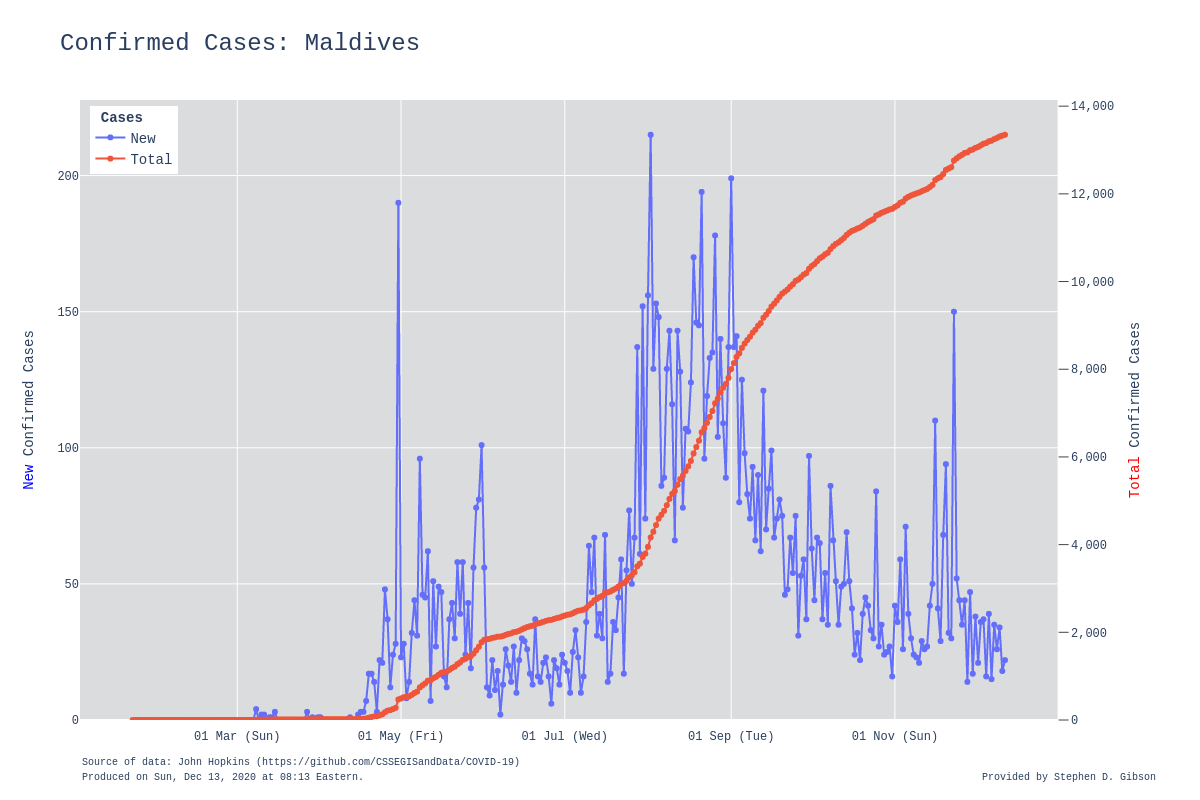 Confirmed Cases: Maldives
Cases
New
Total
200
150
100
50
0
14,000
12,000
10,000
8,000
6,000
4,000
2,000
0
New Confirmed Cases
Total Confirmed Cases
01 Mar (Sun)
01 May (Fri)
01 Jul (Wed)
01 Sep (Tue)
01 Nov (Sun)
Source of data: John Hopkins (https://github.com/CSSEGISandData/COVID-19)
Produced on Sun, Dec 13, 2020 at 08:13 Eastern.
Provided by Stephen D. Gibson